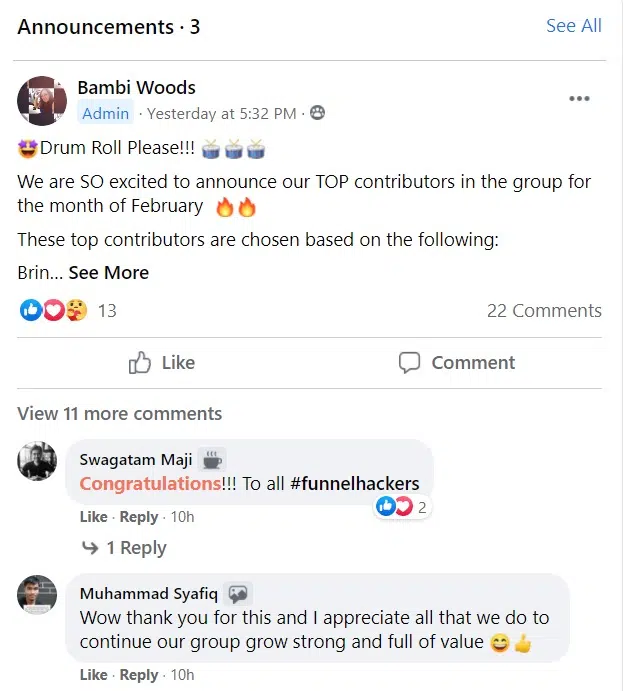 Announcements · 3
See All
Bambi Woods
Admin · Yesterday at 5:32 PM ·
🤩Drum Roll Please!!! 🥁🥁🥁
We are SO excited to announce our TOP contributors in the group for
the month of February 🔥🔥
These top contributors are chosen based on the following:
Brin... See More
13
22 Comments
Like
Comment
View 11 more comments
Swagatam Maji
Congratulations!!! To all #funnelhackers
2
Like · Reply · 10h
1 Reply
Muhammad Syafiq
Wow thank you for this and I appreciate all that we do to
continue our group grow strong and full of value 😄👍
Like · Reply · 10h